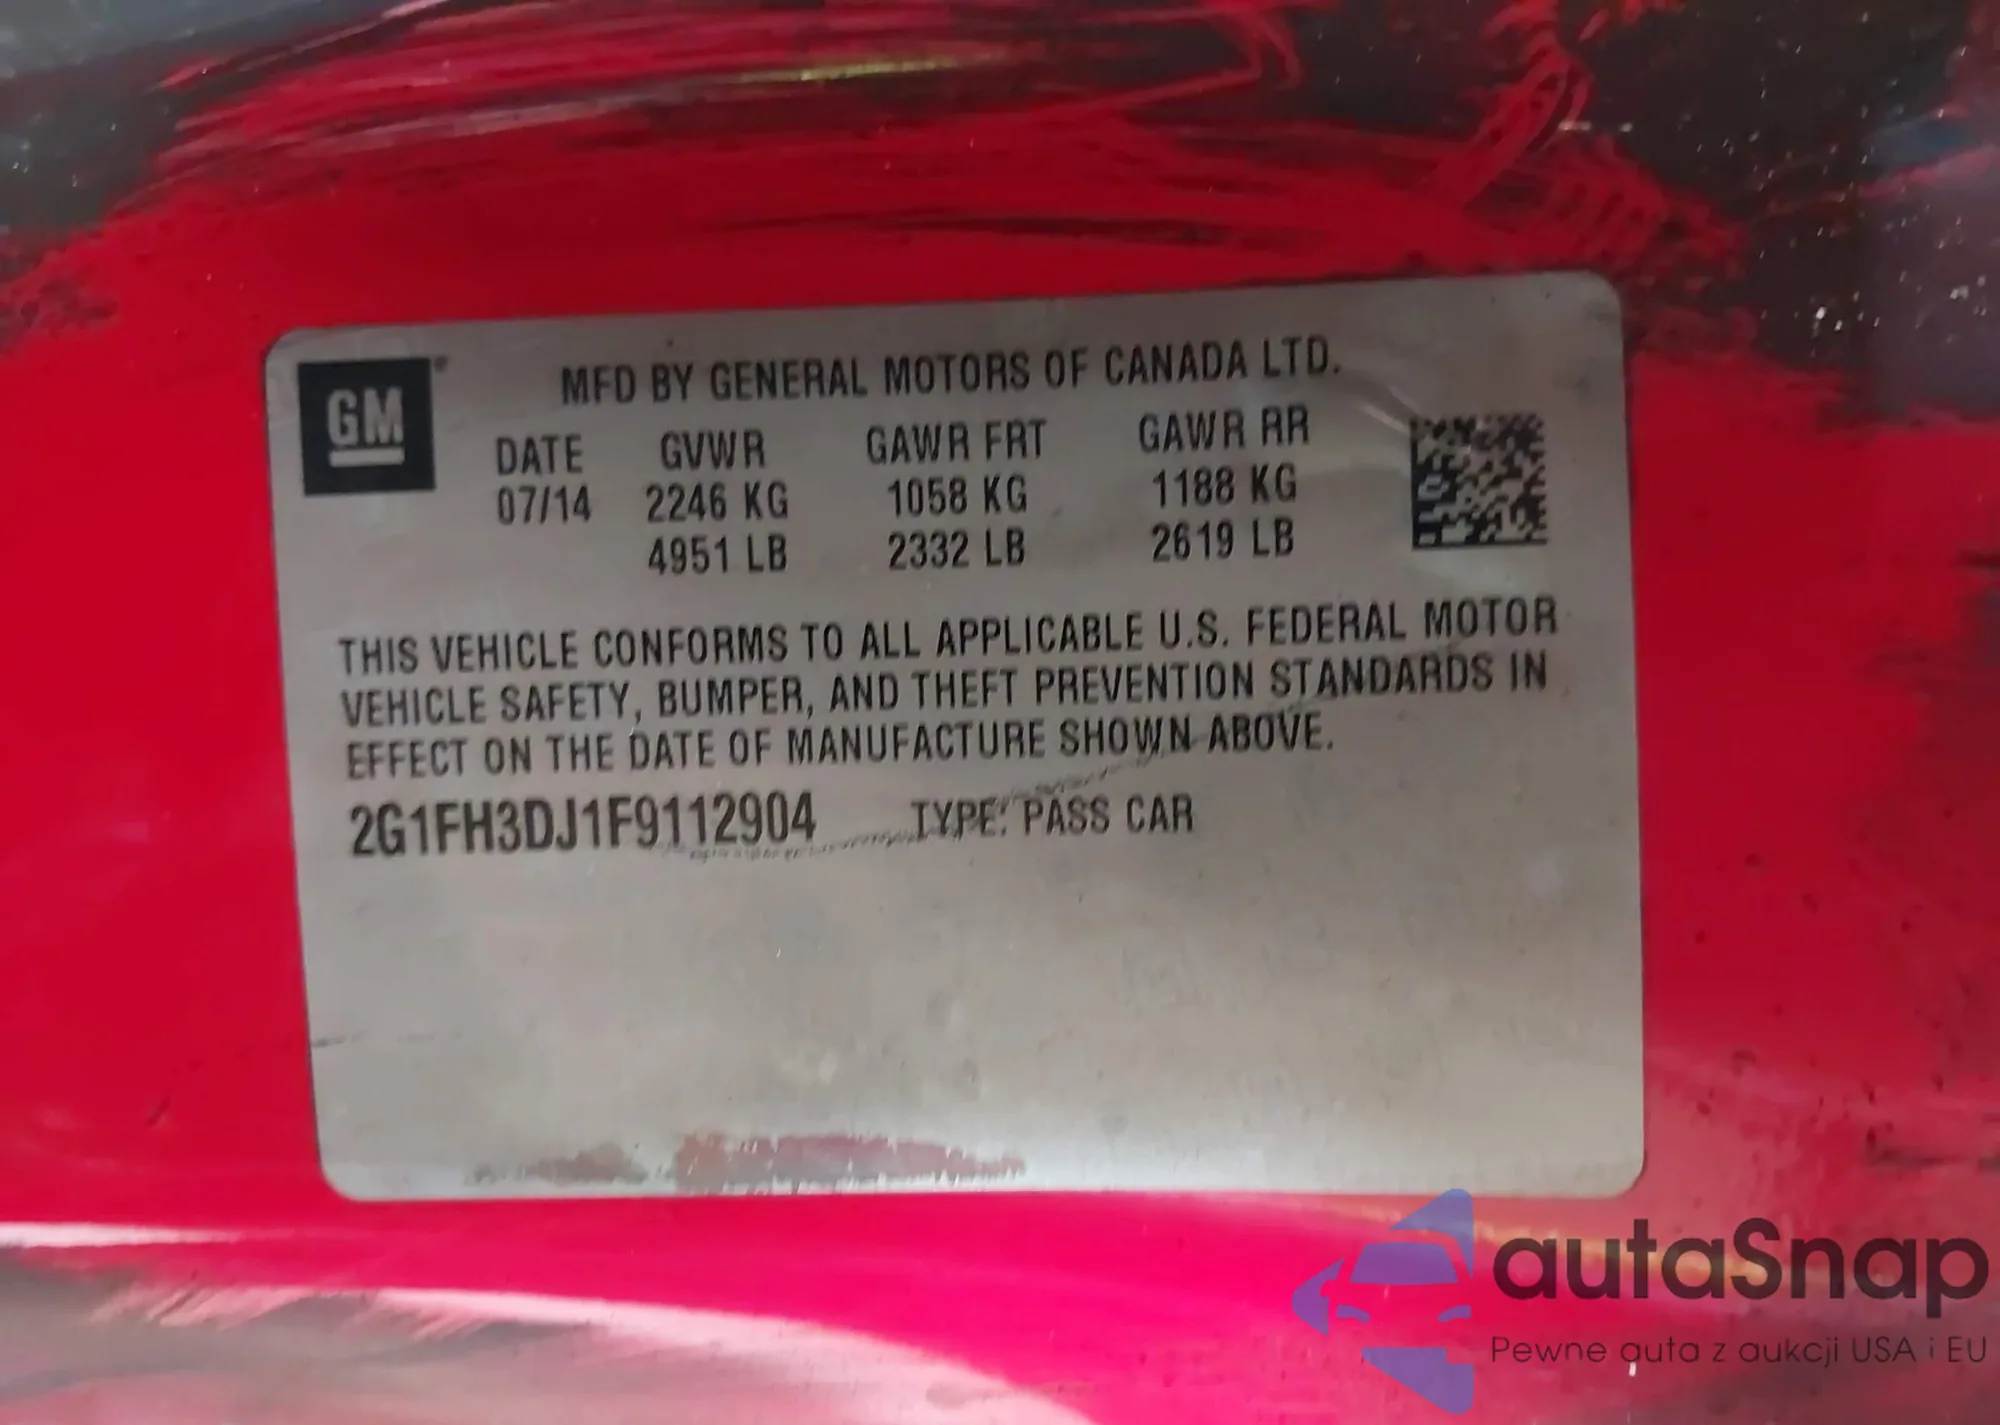 GM
MFD BY GENERAL MOTORS OF CANADA LTD.
DATE GVWR GAWR FRT GAWR RR
07/14 2246 KG 1058 KG 1188 KG
4951 LB 2332 LB 2619 LB
THIS VEHICLE CONFORMS TO ALL APPLICABLE U.S. FEDERAL MOTOR
VEHICLE SAFETY, BUMPER, AND THEFT PREVENTION STANDARDS IN
EFFECT ON THE DATE OF MANUFACTURE SHOWN ABOVE.
2G1FH3DJ1F9112904 TYPE: PASS CAR
autaSnap
Pewne auta z aukcji USA i EU